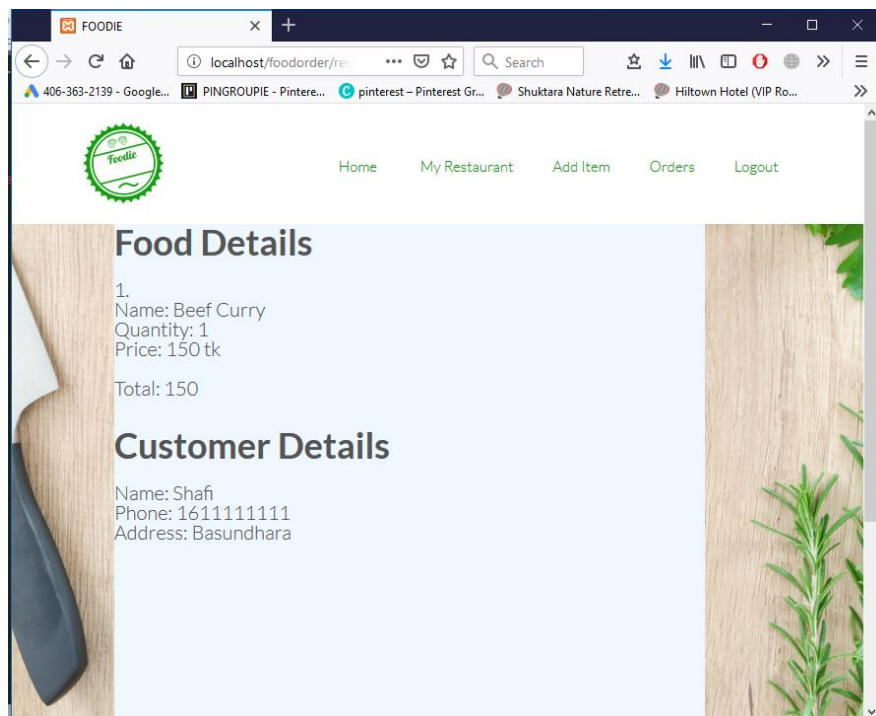 FOODIE
localhost/foodorder/res
Search
406-363-2139 - Google...
PINGROUPIE - Pintere...
pinterest – Pinterest Gr...
Shuktara Nature Retre...
Hiltown Hotel (VIP Ro...
Foodie
Home
My Restaurant
Add Item
Orders
Logout
Food Details
1.
Name: Beef Curry
Quantity: 1
Price: 150 tk
Total: 150
Customer Details
Name: Shafi
Phone: 1611111111
Address: Basundhara